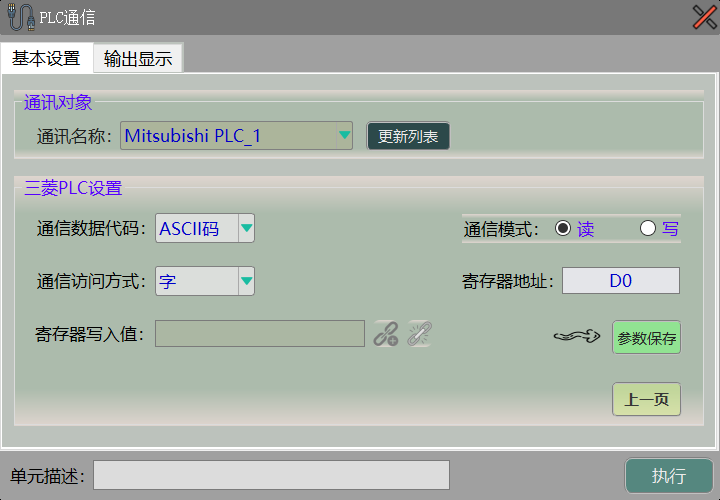 PLC通信
基本设置 输出显示
通讯对象
通讯名称: Mitsubishi PLC_1 更新列表
三菱PLC设置
通信数据代码: ASCII码 通信模式: 读 写
通信访问方式: 字 寄存器地址: D0
寄存器写入值: 参数保存
上一页
单元描述: 执行